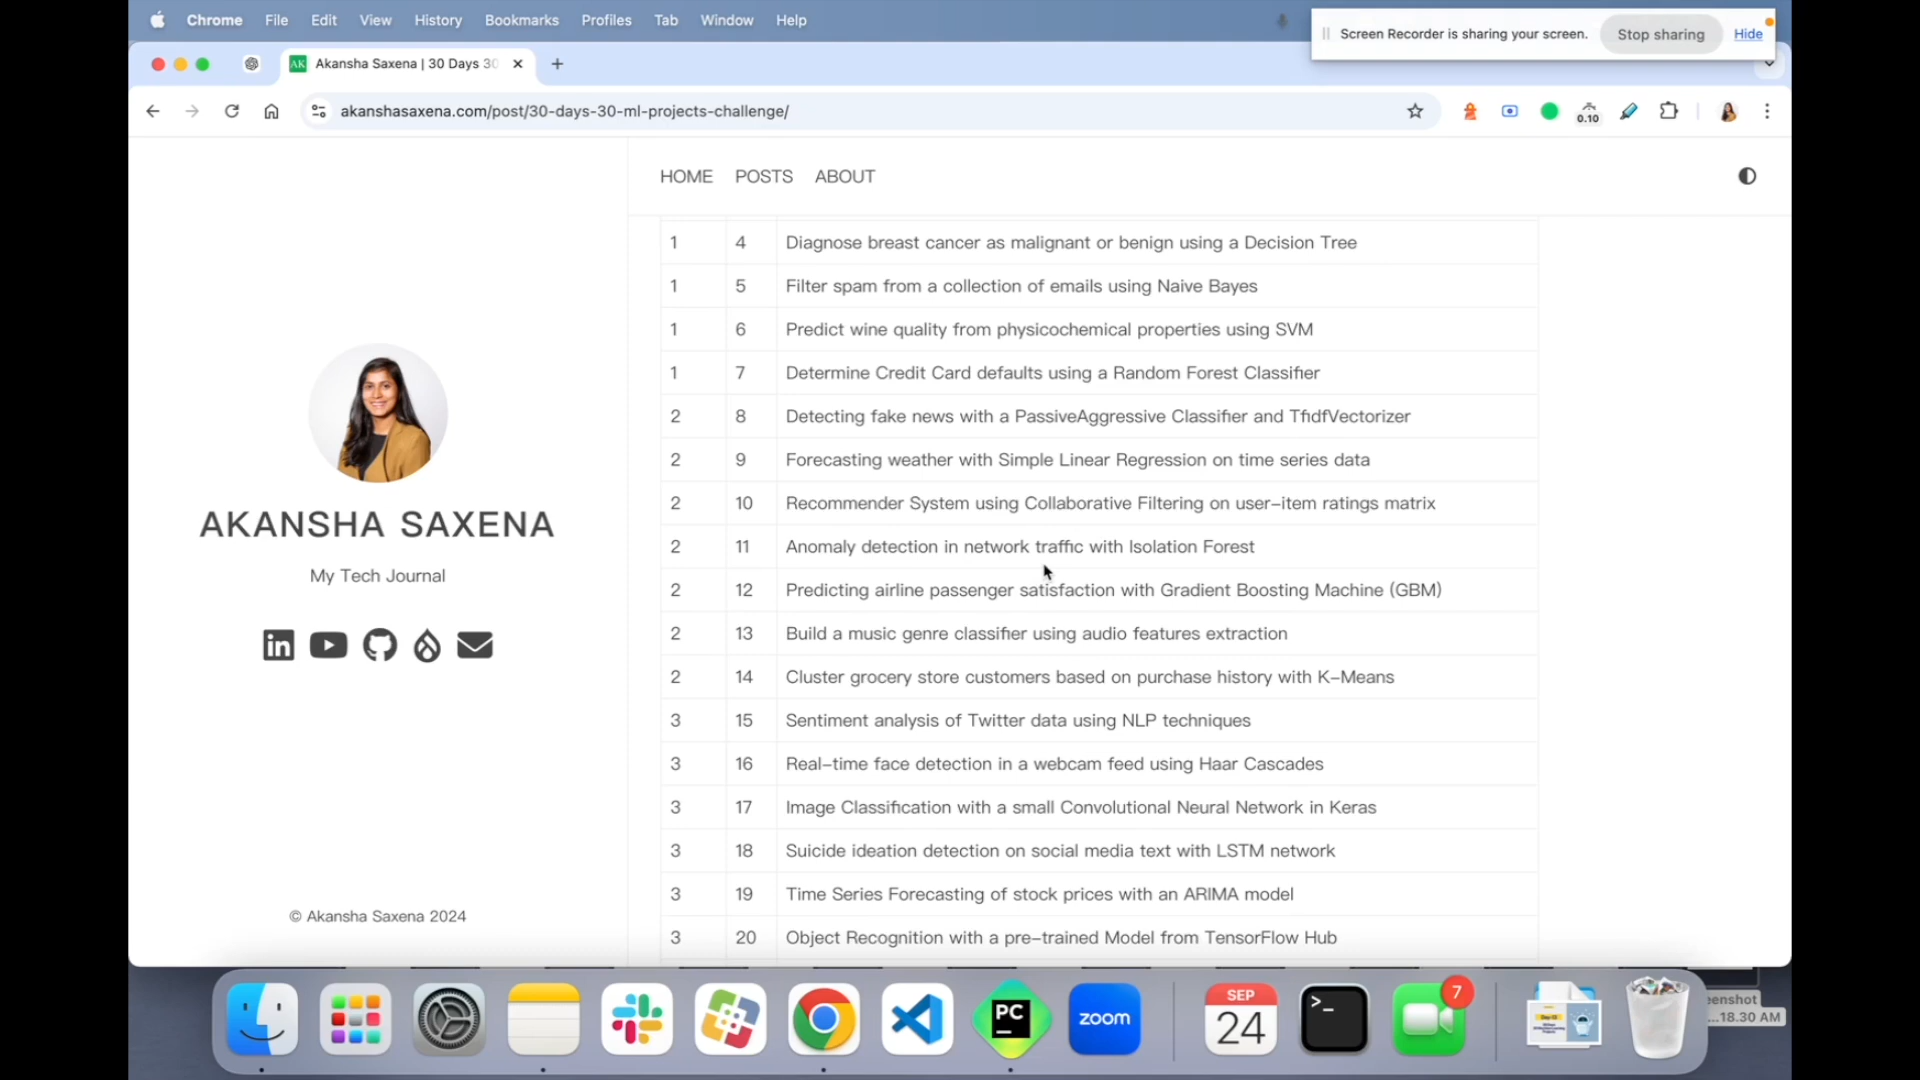 Chrome File Edit View History Bookmarks Profiles Tab Window Help
Screen Recorder is sharing your screen. Stop sharing Hide
AK Akansha Saxena | 30 Days 30
akanshasaxena.com/post/30-days-30-ml-projects-challenge/
0.10
HOME POSTS ABOUT
1 4 Diagnose breast cancer as malignant or benign using a Decision Tree
1 5 Filter spam from a collection of emails using Naive Bayes
1 6 Predict wine quality from physicochemical properties using SVM
1 7 Determine Credit Card defaults using a Random Forest Classifier
2 8 Detecting fake news with a PassiveAggressive Classifier and TfidfVectorizer
2 9 Forecasting weather with Simple Linear Regression on time series data
2 10 Recommender System using Collaborative Filtering on user-item ratings matrix
2 11 Anomaly detection in network traffic with Isolation Forest
2 12 Predicting airline passenger satisfaction with Gradient Boosting Machine (GBM)
2 13 Build a music genre classifier using audio features extraction
2 14 Cluster grocery store customers based on purchase history with K-Means
3 15 Sentiment analysis of Twitter data using NLP techniques
3 16 Real-time face detection in a webcam feed using Haar Cascades
3 17 Image Classification with a small Convolutional Neural Network in Keras
3 18 Suicide ideation detection on social media text with LSTM network
3 19 Time Series Forecasting of stock prices with an ARIMA model
3 20 Object Recognition with a pre-trained Model from TensorFlow Hub
AKANSHA SAXENA
My Tech Journal
© Akansha Saxena 2024
PC
zoom
SEP
24
7
eenshot
...18.30 AM